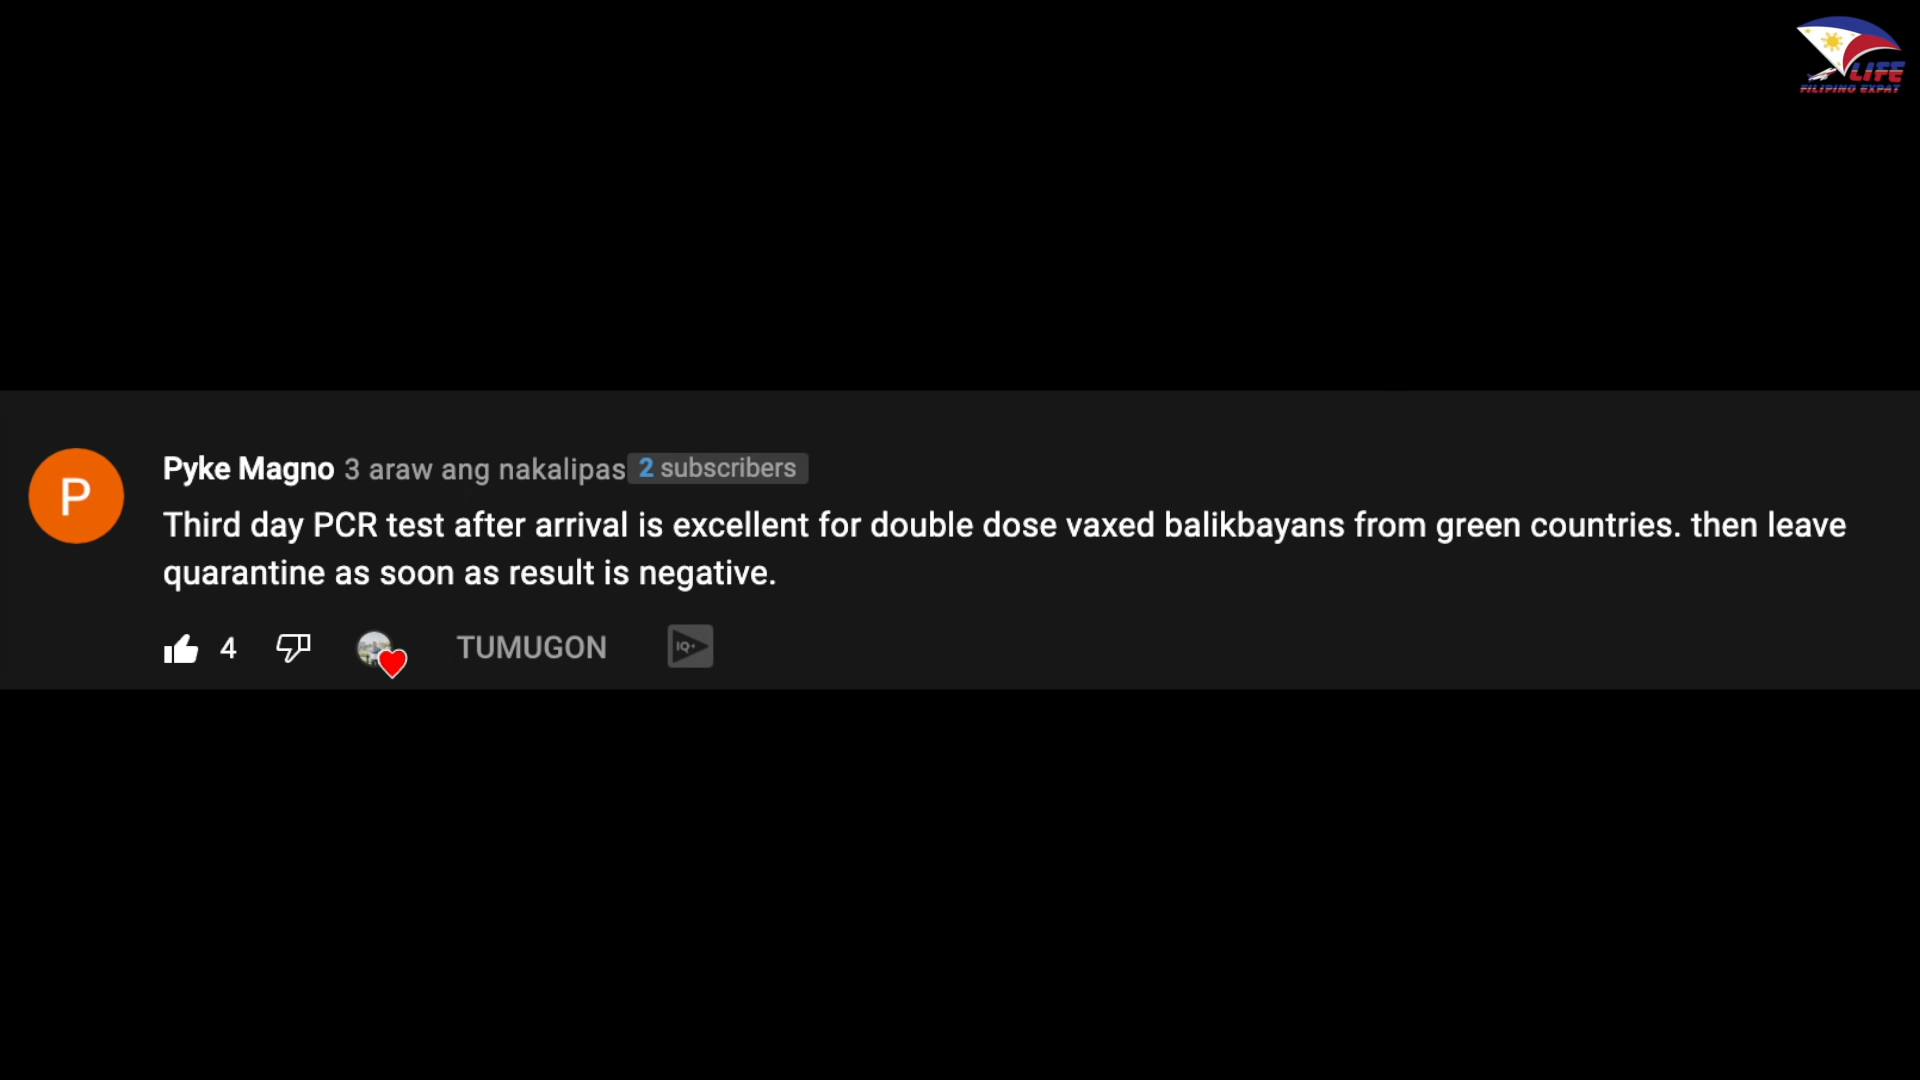 LIFE
FILIPINO EXPAT
P
Pyke Magno 3 araw ang nakalipas 2 subscribers
Third day PCR test after arrival is excellent for double dose vaxed balikbayans from green countries. then leave
quarantine as soon as result is negative.
4 TUMUGON IQ+